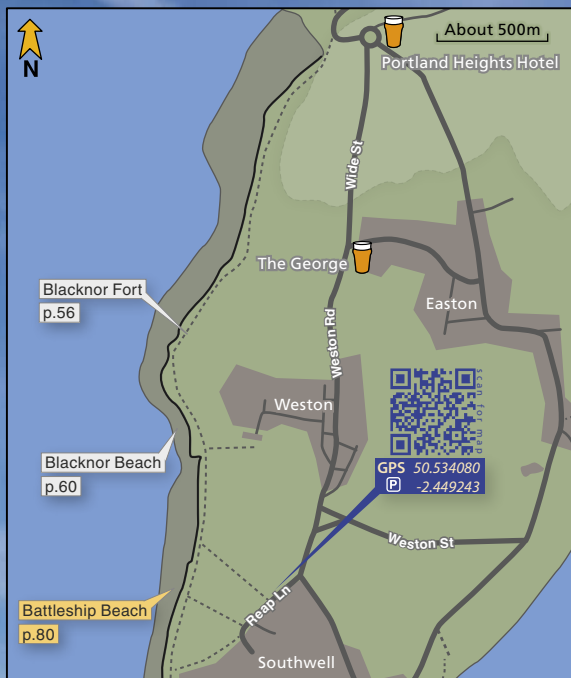 About 500m
N
Portland Heights Hotel
Wide St
The George
Blacknor Fort
p.56
Easton
Weston Rd
scan for map
Weston
Blacknor Beach
p.60
GPS 50.534080
P -2.449243
Weston St
Battleship Beach
p.80
Reap Ln
Southwell